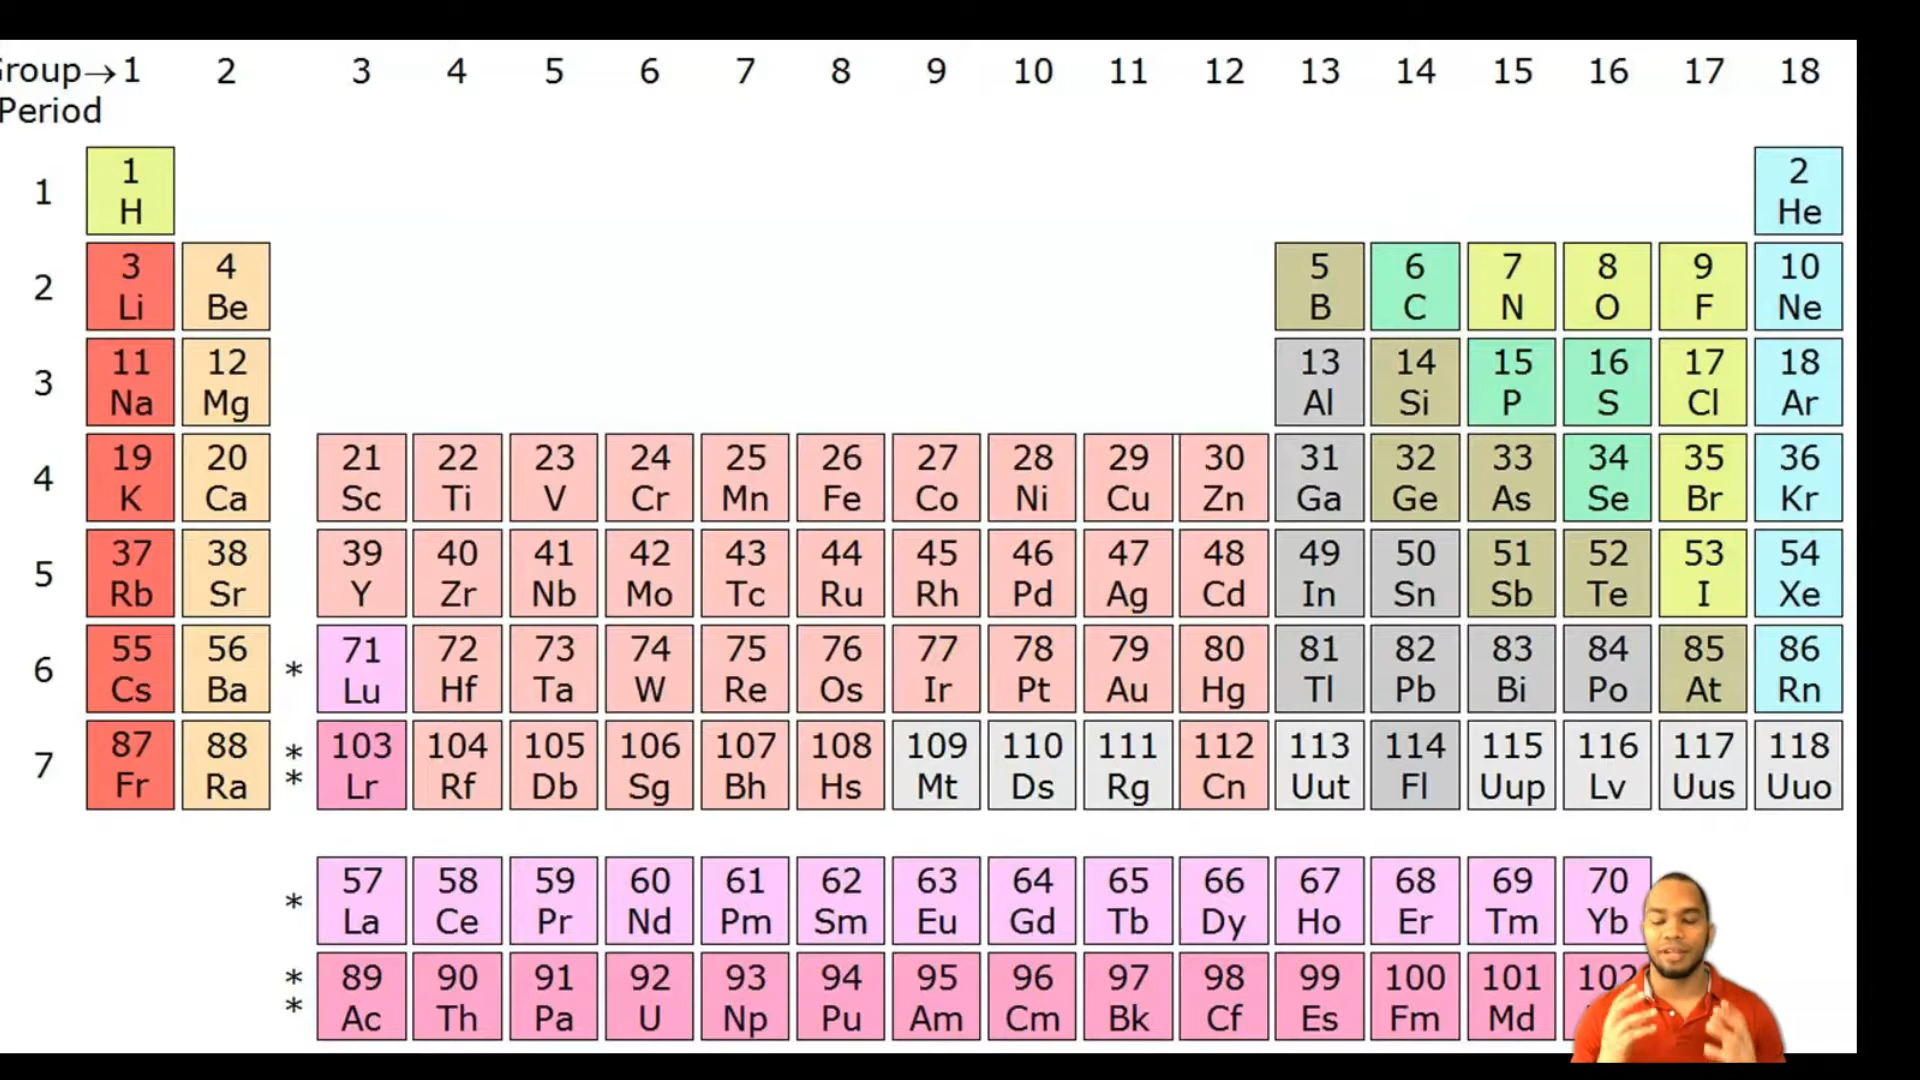 Group→ 1 2 3 4 5 6 7 8 9 10 11 12 13 14 15 16 17 18
Period
1 2
1 H He
3 4 5 6 7 8 9 10
2 Li Be B C N O F Ne
11 12 13 14 15 16 17 18
3 Na Mg Al Si P S Cl Ar
19 20 21 22 23 24 25 26 27 28 29 30 31 32 33 34 35 36
4 K Ca Sc Ti V Cr Mn Fe Co Ni Cu Zn Ga Ge As Se Br Kr
37 38 39 40 41 42 43 44 45 46 47 48 49 50 51 52 53 54
5 Rb Sr Y Zr Nb Mo Tc Ru Rh Pd Ag Cd In Sn Sb Te I Xe
55 56 71 72 73 74 75 76 77 78 79 80 81 82 83 84 85 86
6 Cs Ba * Lu Hf Ta W Re Os Ir Pt Au Hg Tl Pb Bi Po At Rn
87 88 * 103 104 105 106 107 108 109 110 111 112 113 114 115 116 117 118
7 Fr Ra * Lr Rf Db Sg Bh Hs Mt Ds Rg Cn Uut Fl Uup Lv Uus Uuo
57 58 59 60 61 62 63 64 65 66 67 68 69 70
* La Ce Pr Nd Pm Sm Eu Gd Tb Dy Ho Er Tm Yb
* 89 90 91 92 93 94 95 96 97 98 99 100 101 102
* Ac Th Pa U Np Pu Am Cm Bk Cf Es Fm Md